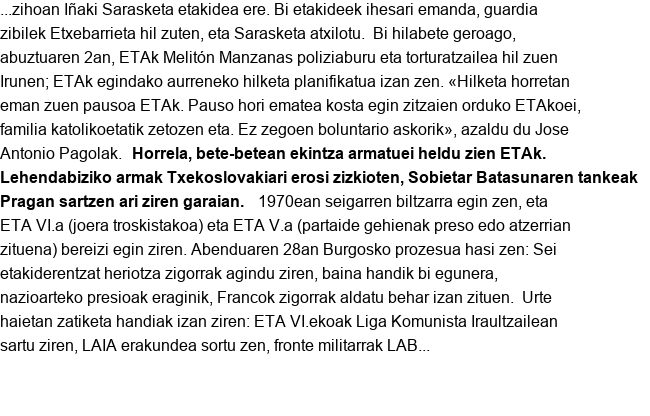 ...zihoan Iñaki Sarasketa etakidea ere. Bi etakideek ihesari emanda, guardia
zibilek Etxebarrieta hil zuten, eta Sarasketa atxilotu.  Bi hilabete geroago,
abuztuaren 2an, ETAk Melitón Manzanas poliziaburu eta torturatzailea hil zuen
Irunen; ETAk egindako aurreneko hilketa planifikatua izan zen. «Hilketa horretan
eman zuen pausoa ETAk. Pauso hori ematea kosta egin zitzaien orduko ETAkoei,
familia katolikoetatik zetozen eta. Ez zegoen boluntario askorik», azaldu du Jose
Antonio Pagolak.  Horrela, bete-betean ekintza armatuei heldu zien ETAk.
Lehendabiziko armak Txekoslovakiari erosi zizkioten, Sobietar Batasunaren tankeak
Pragan sartzen ari ziren garaian.   1970ean seigarren biltzarra egin zen, eta
ETA VI.a (joera troskistakoa) eta ETA V.a (partaide gehienak preso edo atzerrian
zituena) bereizi egin ziren. Abenduaren 28an Burgosko prozesua hasi zen: Sei
etakiderentzat heriotza zigorrak agindu ziren, baina handik bi egunera,
nazioarteko presioak eraginik, Francok zigorrak aldatu behar izan zituen.  Urte
haietan zatiketa handiak izan ziren: ETA VI.ekoak Liga Komunista Iraultzailean
sartu ziren, LAIA erakundea sortu zen, fronte militarrak LAB...